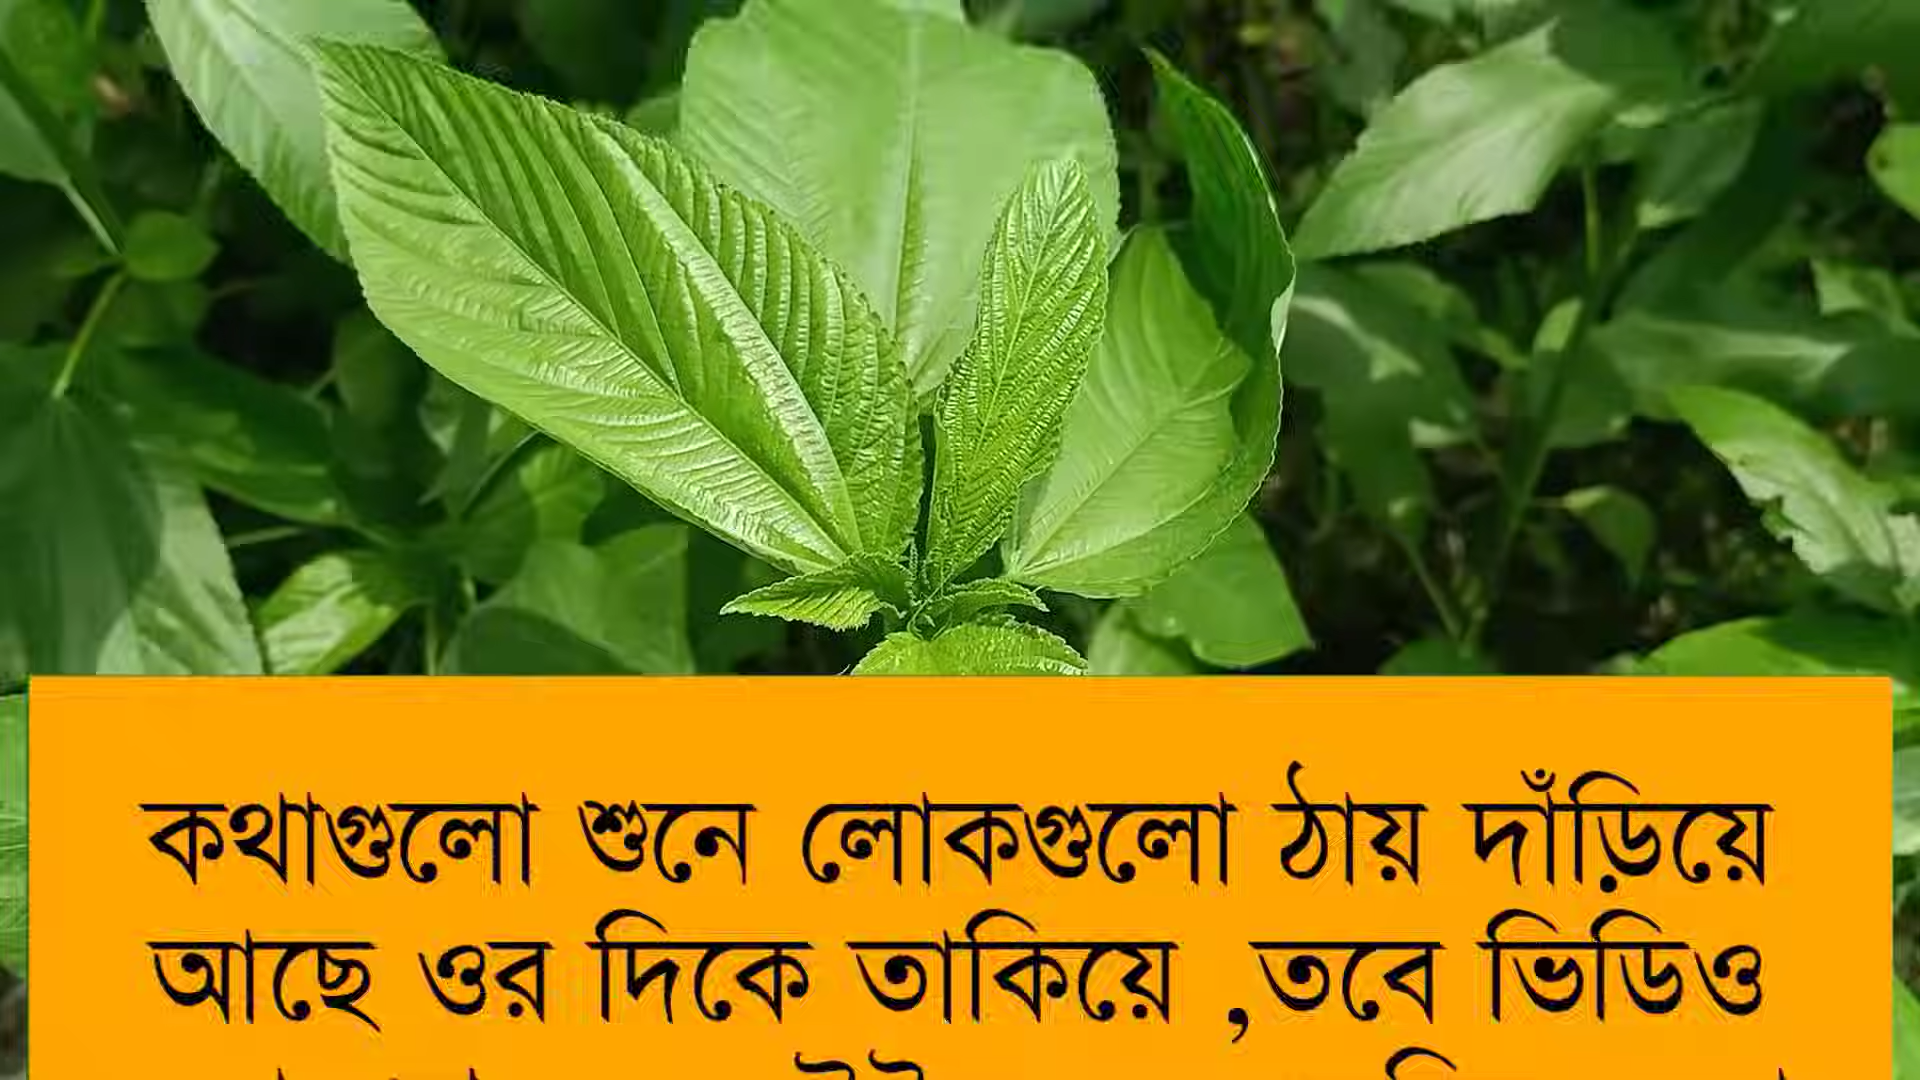 কথাগুলো শুনে লোকগুলো ঠায় দাঁড়িয়ে
আছে ওর দিকে তাকিয়ে ,তবে ভিডিও